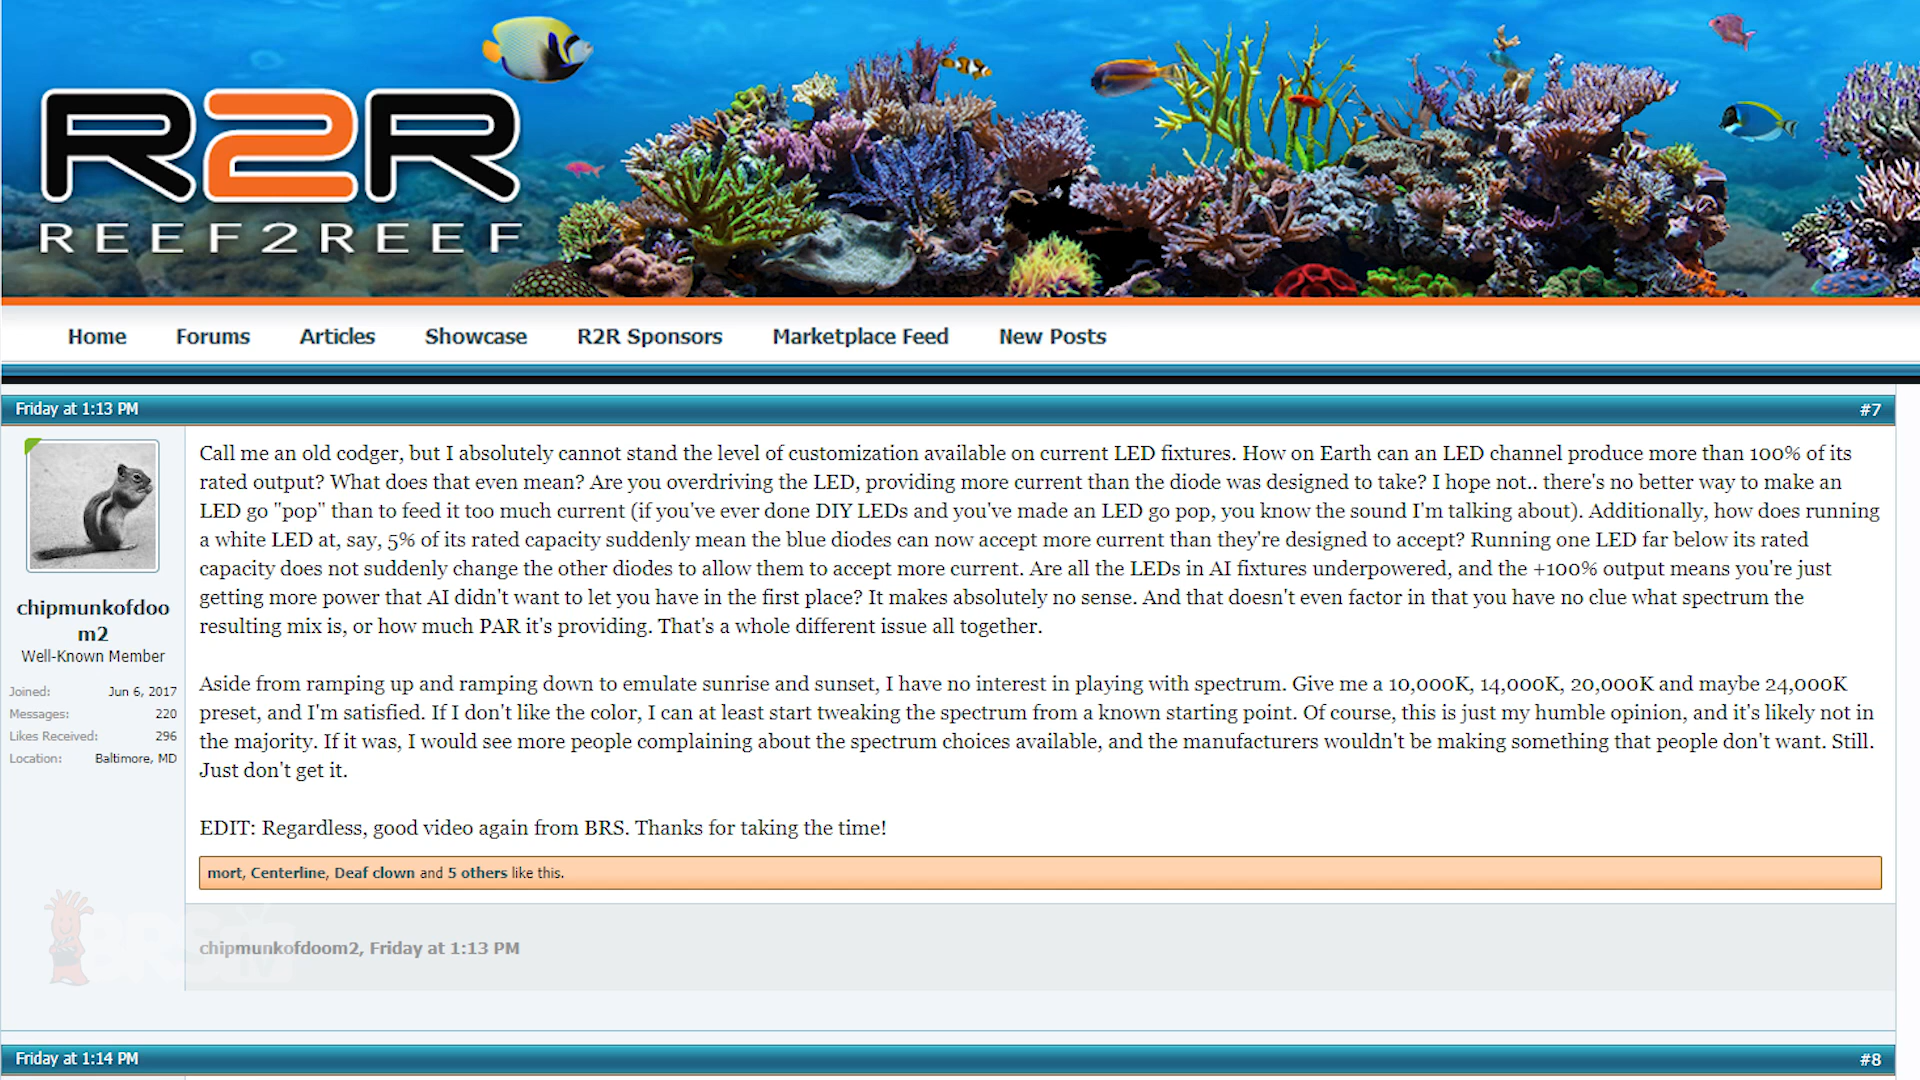 R2R
REEF2REEF
Home Forums Articles Showcase R2R Sponsors Marketplace Feed New Posts
Friday at 1:13 PM #7
chipmunkofdoo
m2
Well-Known Member
Joined: Jun 6, 2017
Messages: 220
Likes Received: 296
Location: Baltimore, MD
Call me an old codger, but I absolutely cannot stand the level of customization available on current LED fixtures. How on Earth can an LED channel produce more than 100% of its
rated output? What does that even mean? Are you overdriving the LED, providing more current than the diode was designed to take? I hope not.. there's no better way to make an
LED go "pop" than to feed it too much current (if you've ever done DIY LEDs and you've made an LED go pop, you know the sound I'm talking about). Additionally, how does running
a white LED at, say, 5% of its rated capacity suddenly mean the blue diodes can now accept more current than they're designed to accept? Running one LED far below its rated
capacity does not suddenly change the other diodes to allow them to accept more current. Are all the LEDs in AI fixtures underpowered, and the +100% output means you're just
getting more power that AI didn't want to let you have in the first place? It makes absolutely no sense. And that doesn't even factor in that you have no clue what spectrum the
resulting mix is, or how much PAR it's providing. That's a whole different issue all together.
Aside from ramping up and ramping down to emulate sunrise and sunset, I have no interest in playing with spectrum. Give me a 10,000K, 14,000K, 20,000K and maybe 24,000K
preset, and I'm satisfied. If I don't like the color, I can at least start tweaking the spectrum from a known starting point. Of course, this is just my humble opinion, and it's likely not in
the majority. If it was, I would see more people complaining about the spectrum choices available, and the manufacturers wouldn't be making something that people don't want. Still.
Just don't get it.
EDIT: Regardless, good video again from BRS. Thanks for taking the time!
mort, Centerline, Deaf clown and 5 others like this.
BRS TV
chipmunkofdoom2, Friday at 1:13 PM
Friday at 1:14 PM #8